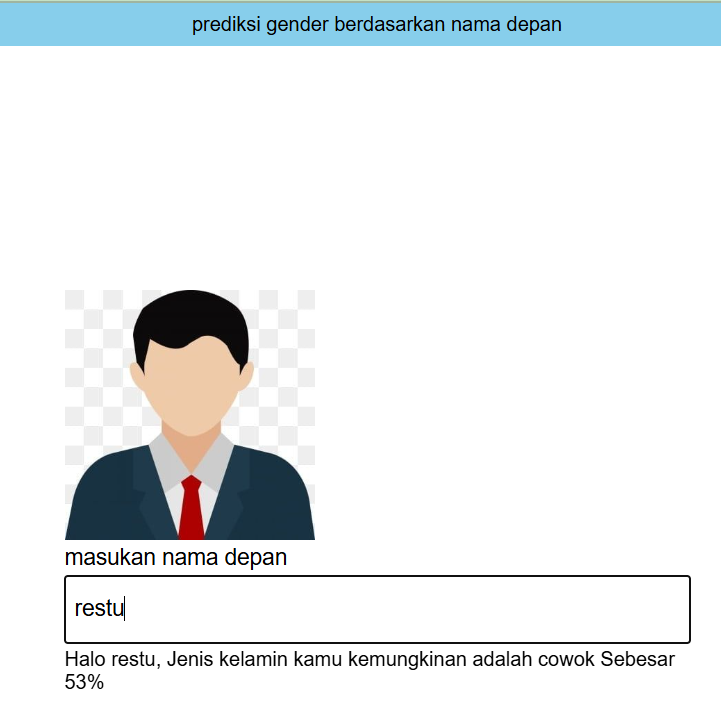 prediksi gender berdasarkan nama depan
masukan nama depan
restu
Halo restu, Jenis kelamin kamu kemungkinan adalah cowok Sebesar
53%